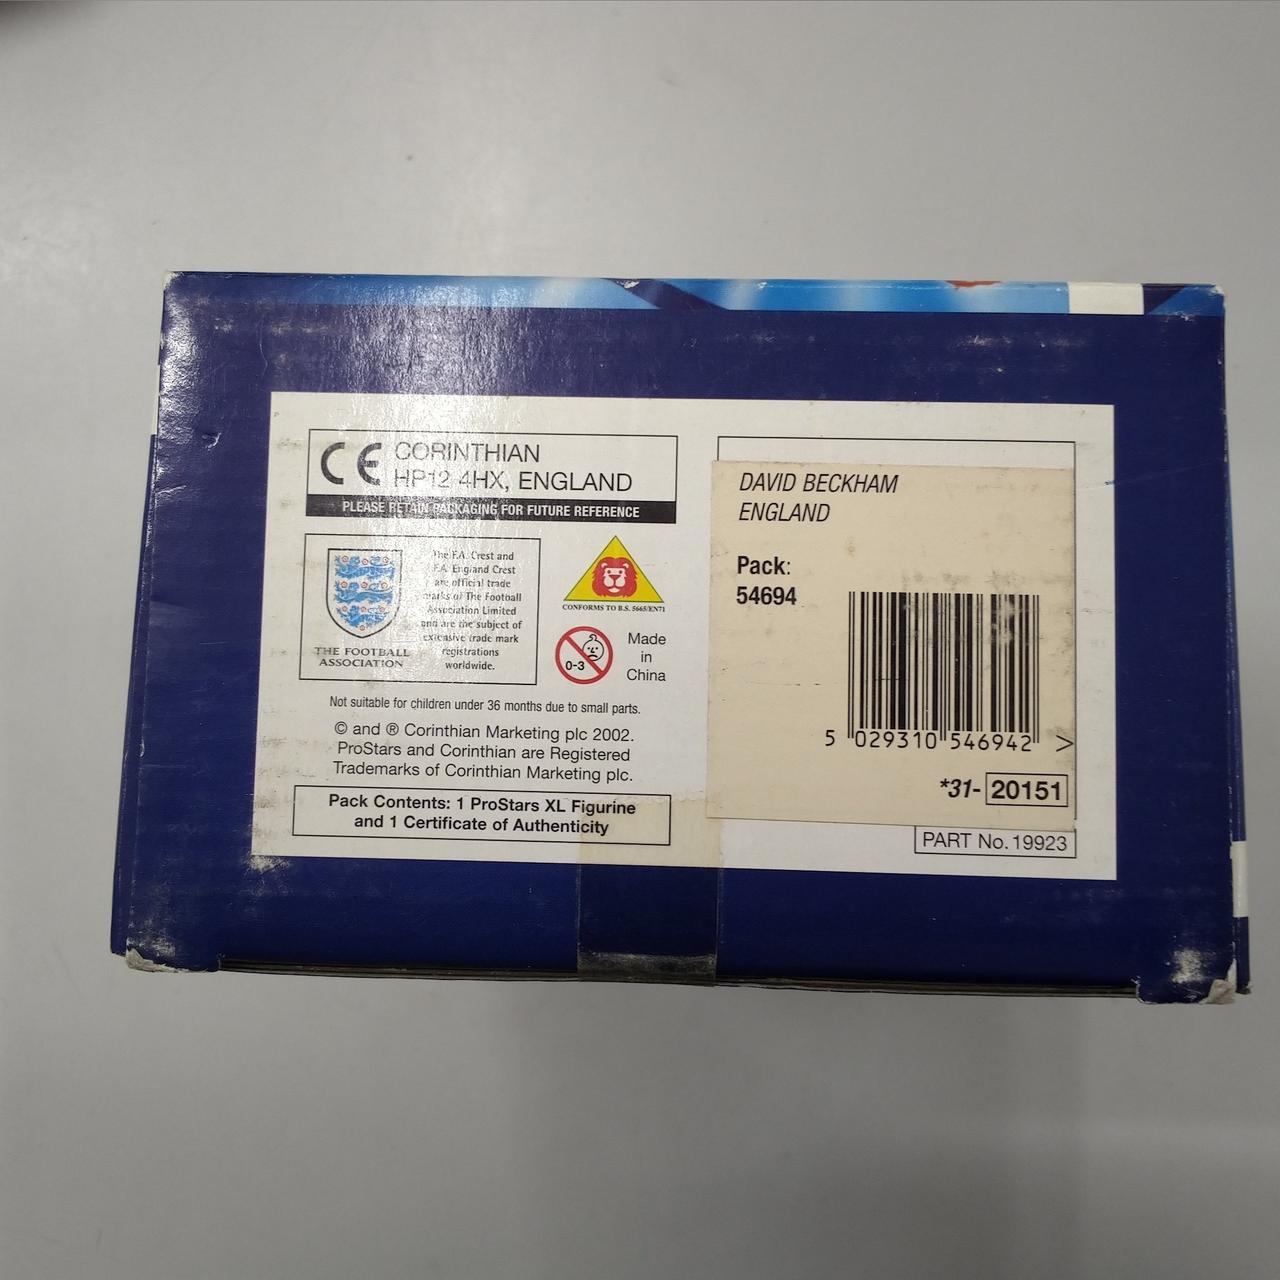 CE CORINTHIAN
HP12 4HX, ENGLAND
PLEASE RETAIN PACKAGING FOR FUTURE REFERENCE
The F.A. Crest and
F.A. England Crest
are official trade
marks of The Football
Association Limited
and are the subject of
extensive trade mark
registrations
worldwide.
THE FOOTBALL
ASSOCIATION
CONFORMS TO B.S. 5665/EN71
0-3
Made
in
China
Not suitable for children under 36 months due to small parts.
© and ® Corinthian Marketing plc 2002.
ProStars and Corinthian are Registered
Trademarks of Corinthian Marketing plc.
Pack Contents: 1 ProStars XL Figurine
and 1 Certificate of Authenticity
DAVID BECKHAM
ENGLAND
Pack:
54694
5 029310 546942 >
*31- 20151
PART No. 19923